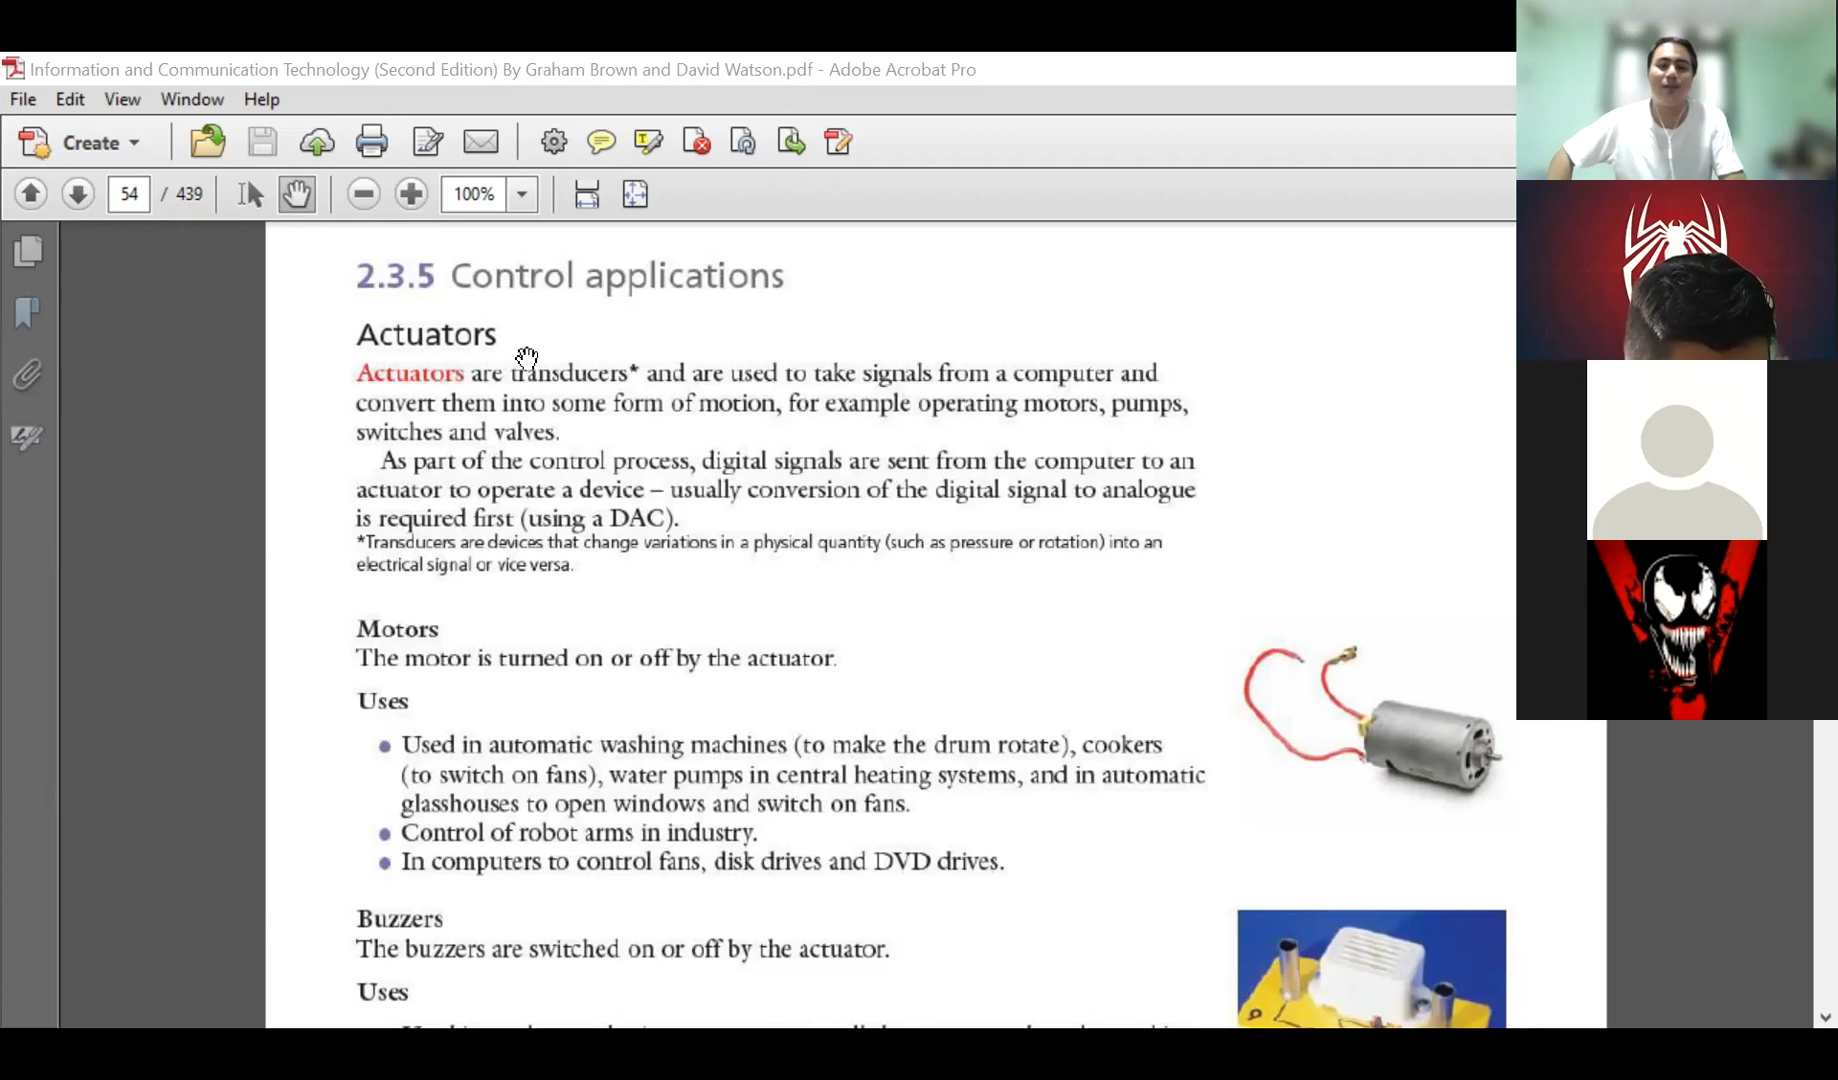 Information and Communication Technology (Second Edition) By Graham Brown and David Watson.pdf - Adobe Acrobat Pro
File Edit View Window Help
Create
54 / 439 100%
2.3.5 Control applications
Actuators
Actuators are transducers* and are used to take signals from a computer and
convert them into some form of motion, for example operating motors, pumps,
switches and valves.
As part of the control process, digital signals are sent from the computer to an
actuator to operate a device – usually conversion of the digital signal to analogue
is required first (using a DAC).
*Transducers are devices that change variations in a physical quantity (such as pressure or rotation) into an
electrical signal or vice versa.
Motors
The motor is turned on or off by the actuator.
Uses
Used in automatic washing machines (to make the drum rotate), cookers
(to switch on fans), water pumps in central heating systems, and in automatic
glasshouses to open windows and switch on fans.
Control of robot arms in industry.
In computers to control fans, disk drives and DVD drives.
Buzzers
The buzzers are switched on or off by the actuator.
Uses